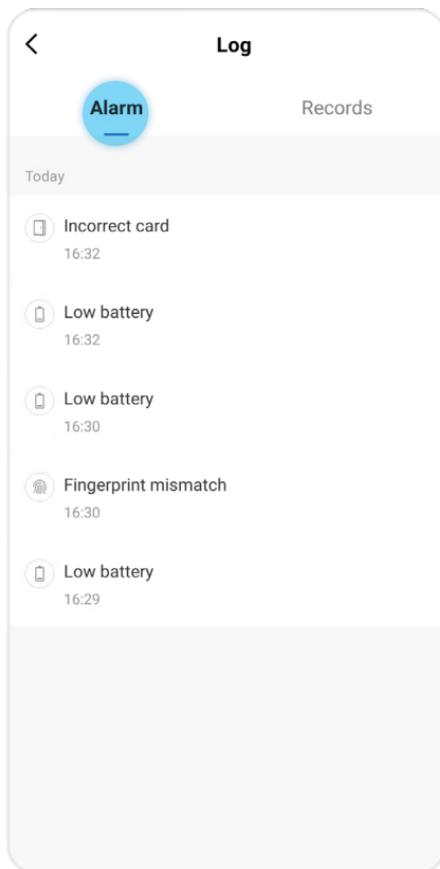 Log
Alarm Records
Today
Incorrect card
16:32
Low battery
16:32
Low battery
16:30
Fingerprint mismatch
16:30
Low battery
16:29